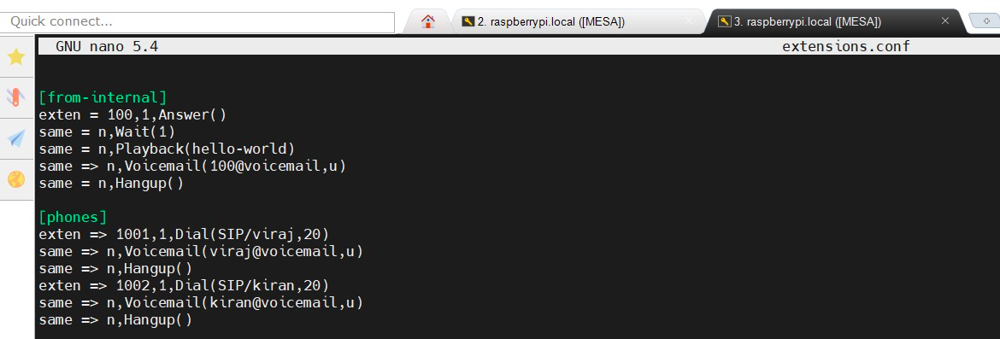 Quick connect...
2. raspberrypi.local ([MESA])
3. raspberrypi.local ([MESA])
GNU nano 5.4
extensions.conf
[from-internal]
exten = 100,1,Answer()
same = n,Wait(1)
same = n,Playback(hello-world)
same => n,Voicemail(100@voicemail,u)
same = n,Hangup()
[phones]
exten => 1001,1,Dial(SIP/viraj,20)
same => n,Voicemail(viraj@voicemail,u)
same => n,Hangup()
exten => 1002,1,Dial(SIP/kiran,20)
same => n,Voicemail(kiran@voicemail,u)
same => n,Hangup()